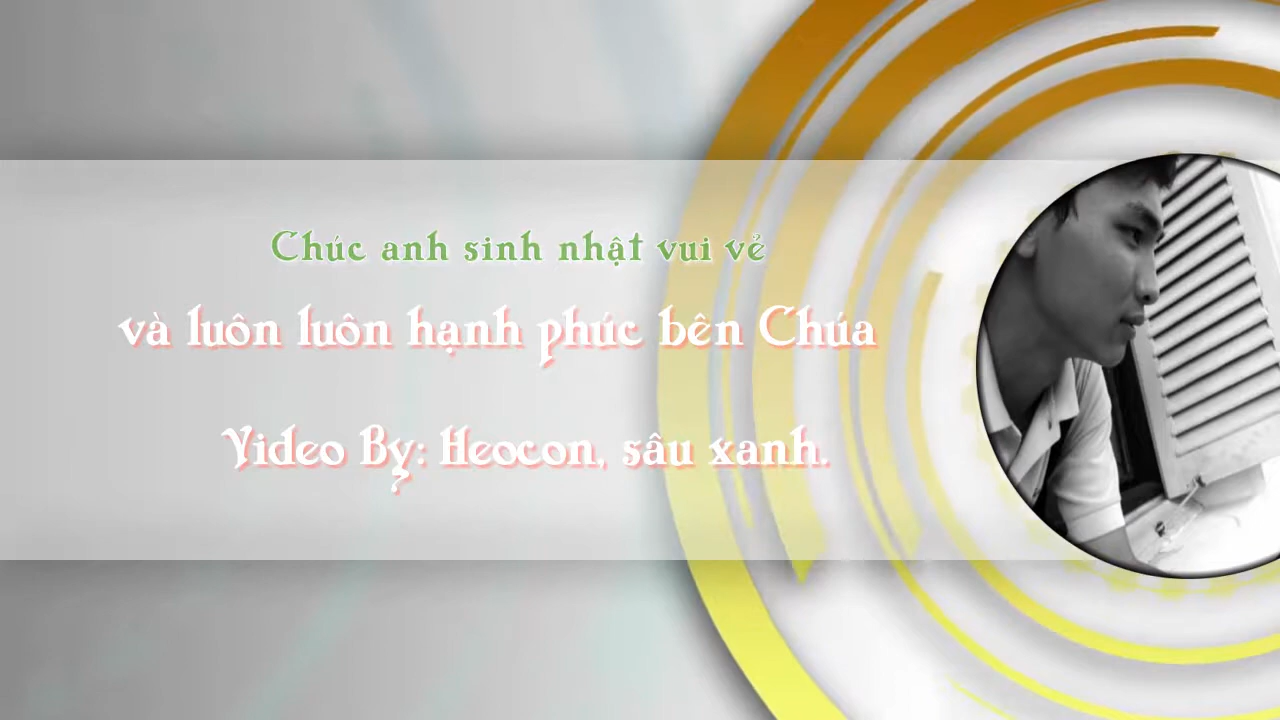 Chúc anh sinh nhật vui vẻ
và luôn luôn hạnh phúc bên Chúa
Video By: Heocon, sâu xanh.